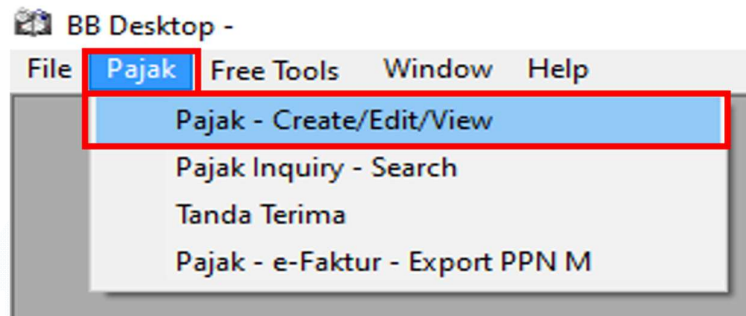 BB Desktop -
File Pajak Free Tools Window Help
Pajak - Create/Edit/View
Pajak Inquiry - Search
Tanda Terima
Pajak - e-Faktur - Export PPN M